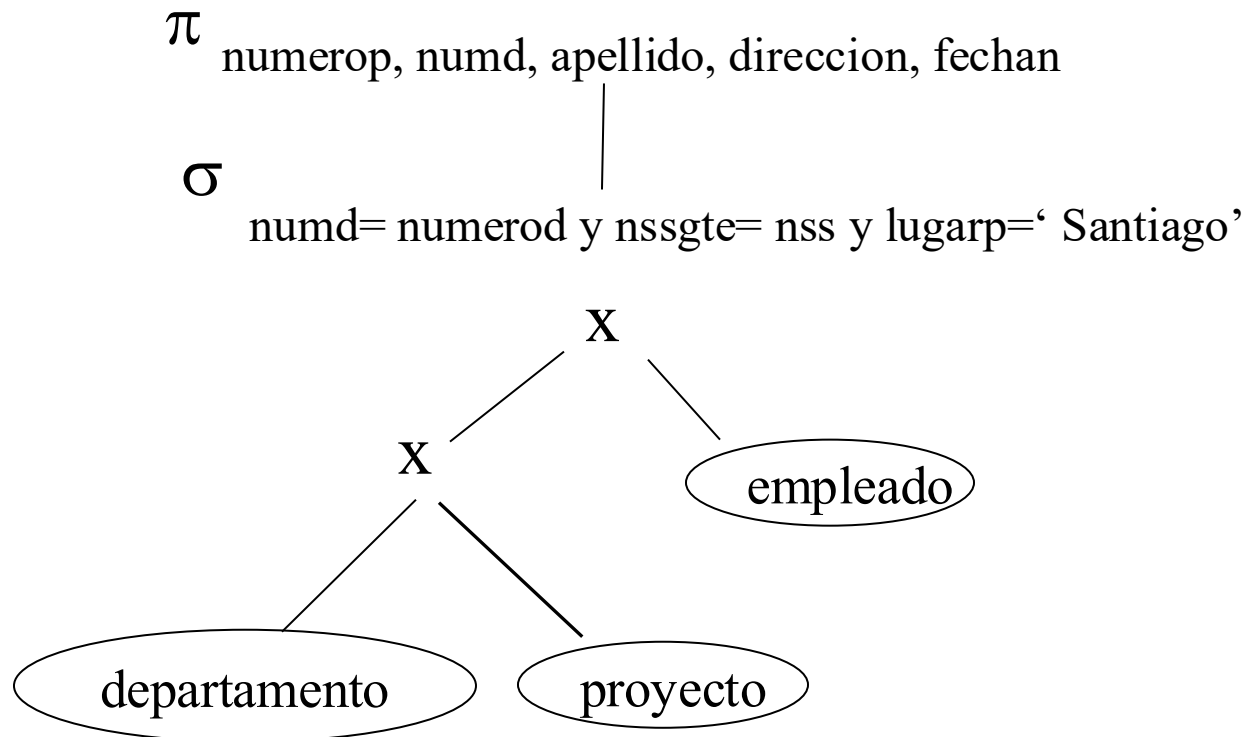 π numerop, numd, apellido, direccion, fechan
σ numd= numerod y nssgte= nss y lugarp=‘ Santiago’
x
x
empleado
departamento
proyecto